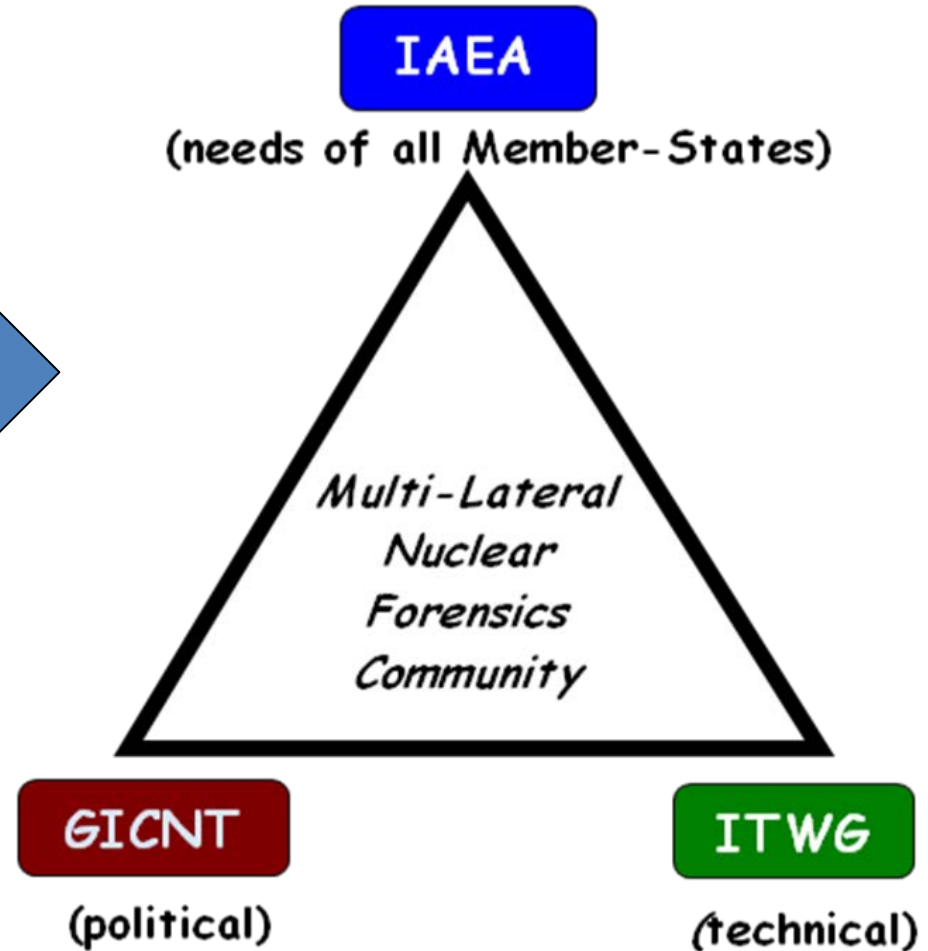 IAEA
(needs of all Member-States)
Multi-Lateral
Nuclear
Forensics
Community
GICNT
ITWG
(political)
(technical)